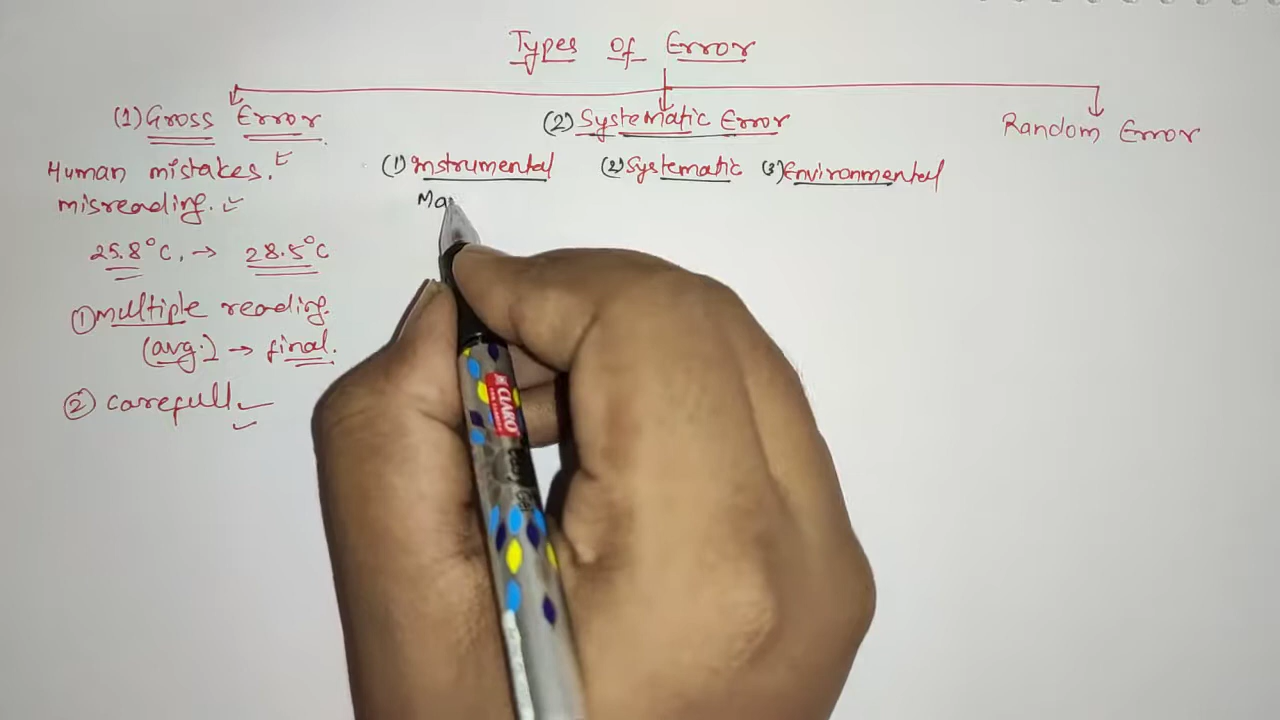 Types of Error
(1) Gross Error
(2) Systematic Error
Random Error
Human mistakes.
misreading.
25.8°C, → 28.5°C
① multiple reading.
(avg.) → final.
② carefull
(1) Instrumental (2) Systematic (3) Environmental
Ma
CLARO